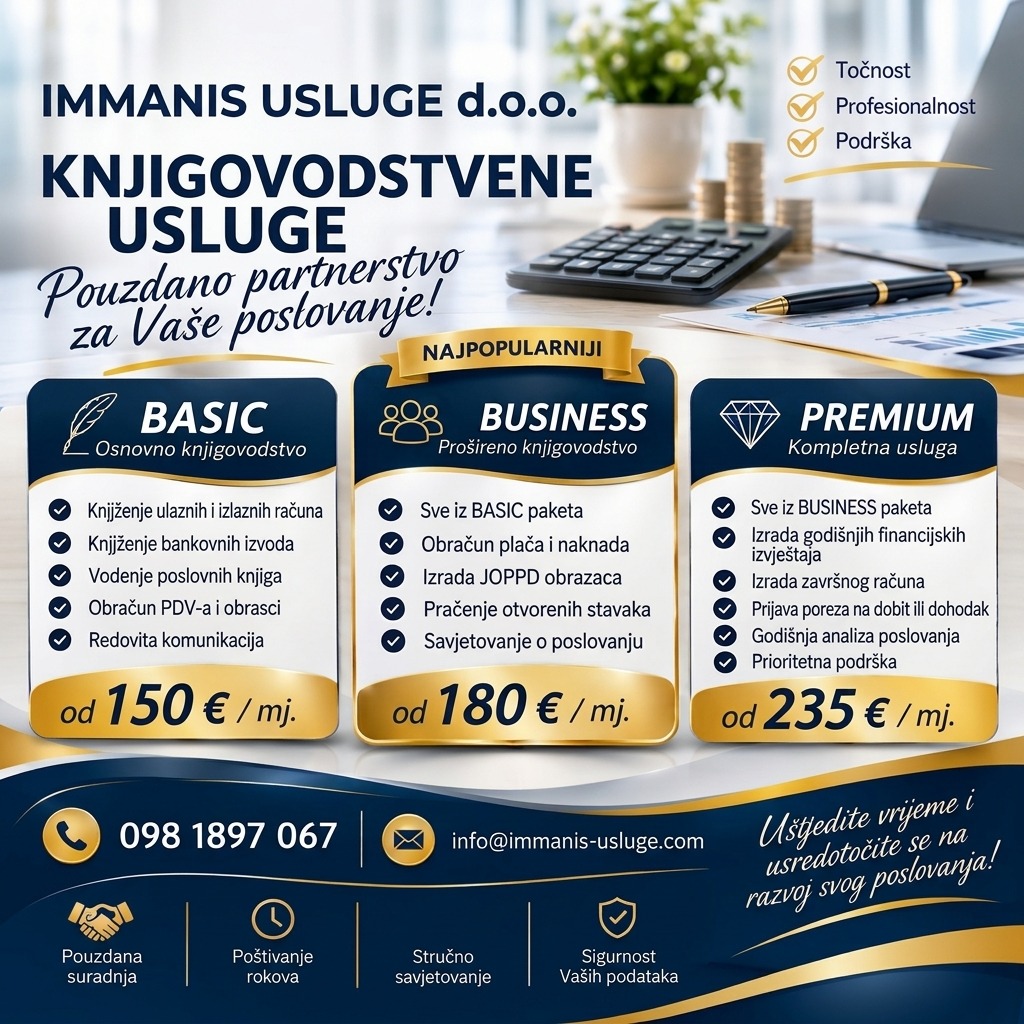 IMMANIS USLUGE d.o.o.
KNJIGOVODSTVENE
USLUGE
Pouzdano partnerstvo
za Vaše poslovanje!
Točnost
Profesionalnost
Podrška
BASIC
Osnovno knjigovodstvo
Knjiženje ulaznih i izlaznih računa
Knjiženje bankovnih izvoda
Vođenje poslovnih knjiga
Obračun PDV-a i obrasci
Redovita komunikacija
od 150 € / mj.
NAJPOPULARNIJI
BUSINESS
Prošireno knjigovodstvo
Sve iz BASIC paketa
Obračun plača i naknada
Izrada JOPPD obrazaca
Pračenje otvorenih stavaka
Savjetovanje o poslovanju
od 180 € / mj.
PREMIUM
Kompletna usluga
Sve iz BUSINESS paketa
Izrada godišnjih financijskih
izvještaja
Izrada završnog računa
Prijava poreza na dobit ili dohodak
Godišnja analiza poslovanja
Prioritetna podrška
od 235 € / mj.
098 1897 067
info@immanis-usluge.com
Uštjedite vrijeme i
usredotočite se na
razvoj svog poslovanja!
Pouzdana
suradnja
Poštivanje
rokova
Stručno
savjetovanje
Sigurnost
Vaših podataka